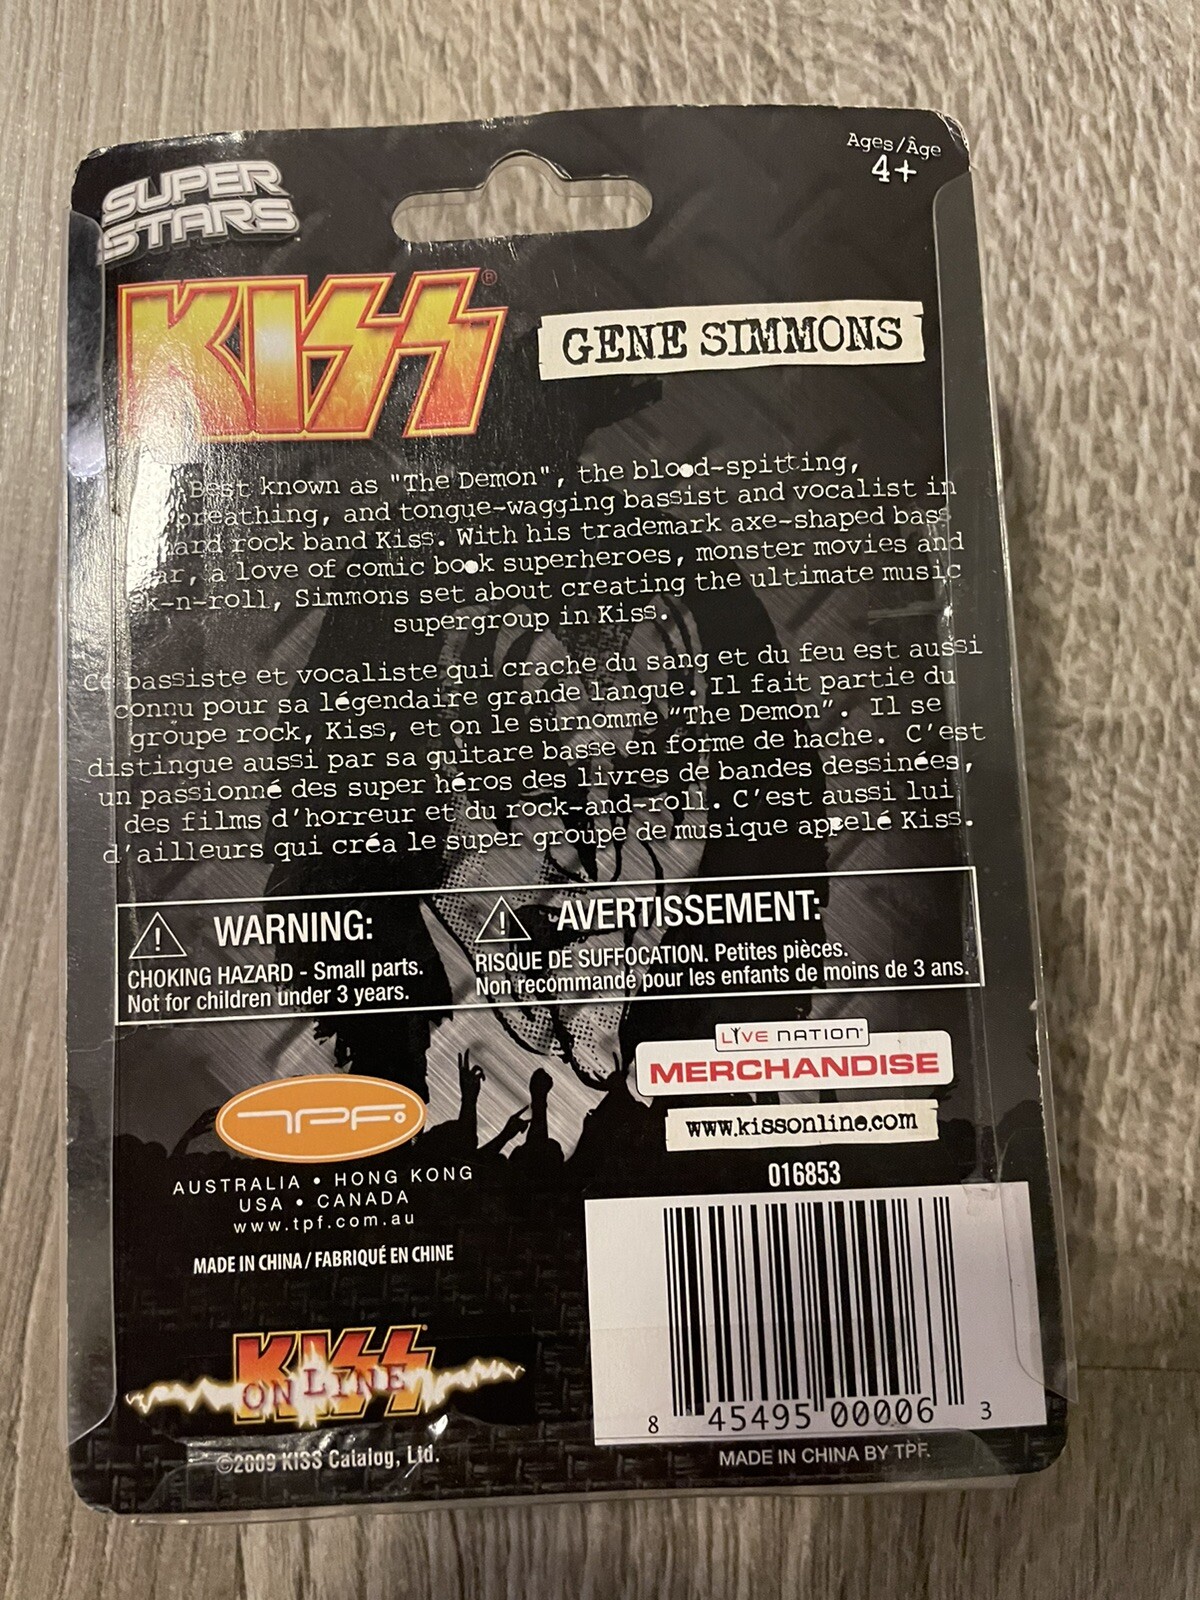 SUPER
STARS
Ages/Âge
4+
KISS®
GENE SIMMONS
Best known as "The Demon", the blood-spitting,
and tongue-wagging bassist and vocalist in
rock band Kiss. With his trademark axe-shaped bass
a love of comic book superheroes, monster movies and
Simmons set about creating the ultimate music
supergroup in Kiss.
Ce bassiste et vocaliste qui crache du sang et du feu est aussi
connu pour sa légendaire grande langue. Il fait partie du
groupe rock, Kiss, et on le surnomme "The Demon". Il se
distingue aussi par sa guitare basse en forme de hache. C'est
un passionné des super héros des livres de bandes dessinées,
des films d'horreur et du rock-and-roll. C'est aussi lui
d'ailleurs qui créa le super groupe de musique appelé Kiss.
WARNING:
CHOKING HAZARD - Small parts.
Not for children under 3 years.
AVERTISSEMENT:
RISQUE DE SUFFOCATION. Petites pièces.
Non recommandé pour les enfants de moins de 3 ans.
LIVE NATION
MERCHANDISE
www.kissonline.com
TPF
AUSTRALIA • HONG KONG
USA • CANADA
www.tpf.com.au
MADE IN CHINA / FABRIQUÉ EN CHINE
016853
8 45495 00006 3
KISS
ONLINE
©2009 KISS Catalog, Ltd.
MADE IN CHINA BY TPF.